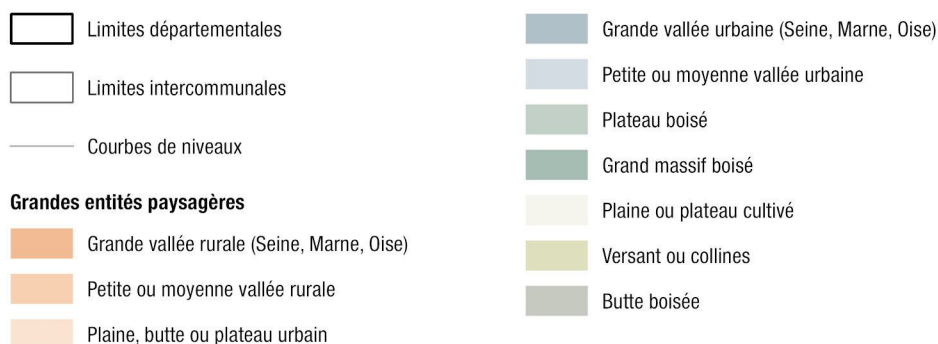 Limites départementales
Limites intercommunales
Courbes de niveaux
Grandes entités paysagères
Grande vallée rurale (Seine, Marne, Oise)
Petite ou moyenne vallée rurale
Plaine, butte ou plateau urbain
Grande vallée urbaine (Seine, Marne, Oise)
Petite ou moyenne vallée urbaine
Plateau boisé
Grand massif boisé
Plaine ou plateau cultivé
Versant ou collines
Butte boisée